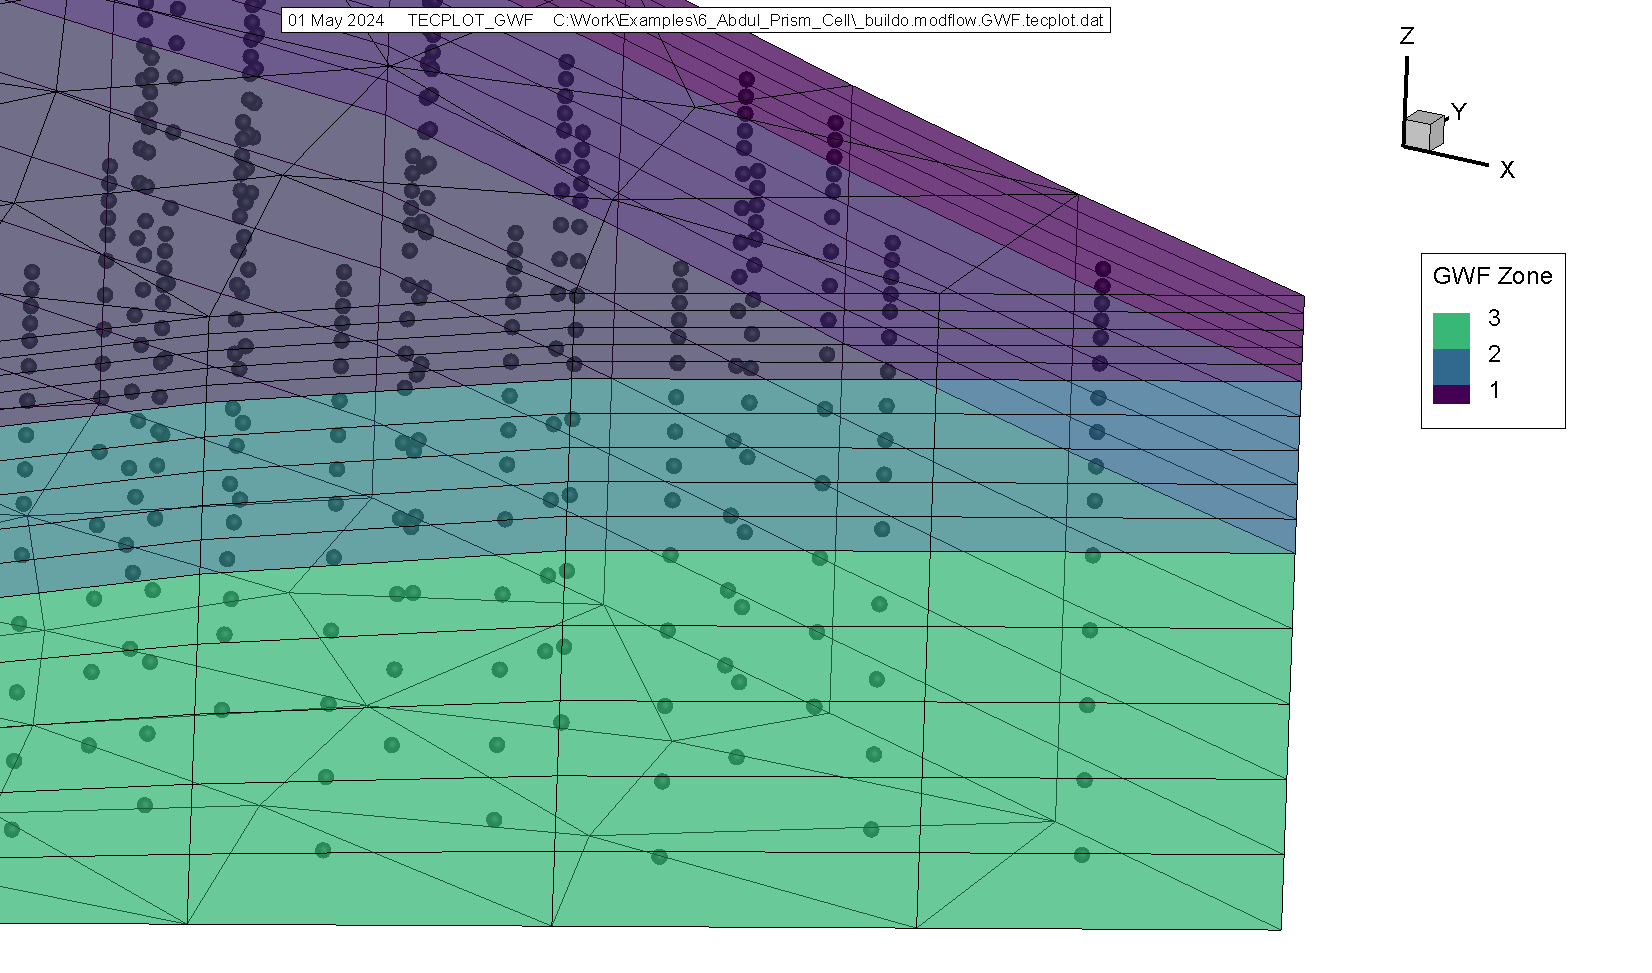 01 May 2024 TECPLOT_GWF C:\Work\Examples\6_Abdul_Prism_Cell\_buildo.modflow.GWF.tecplot.dat
Z
Y
X
GWF Zone
3
2
1